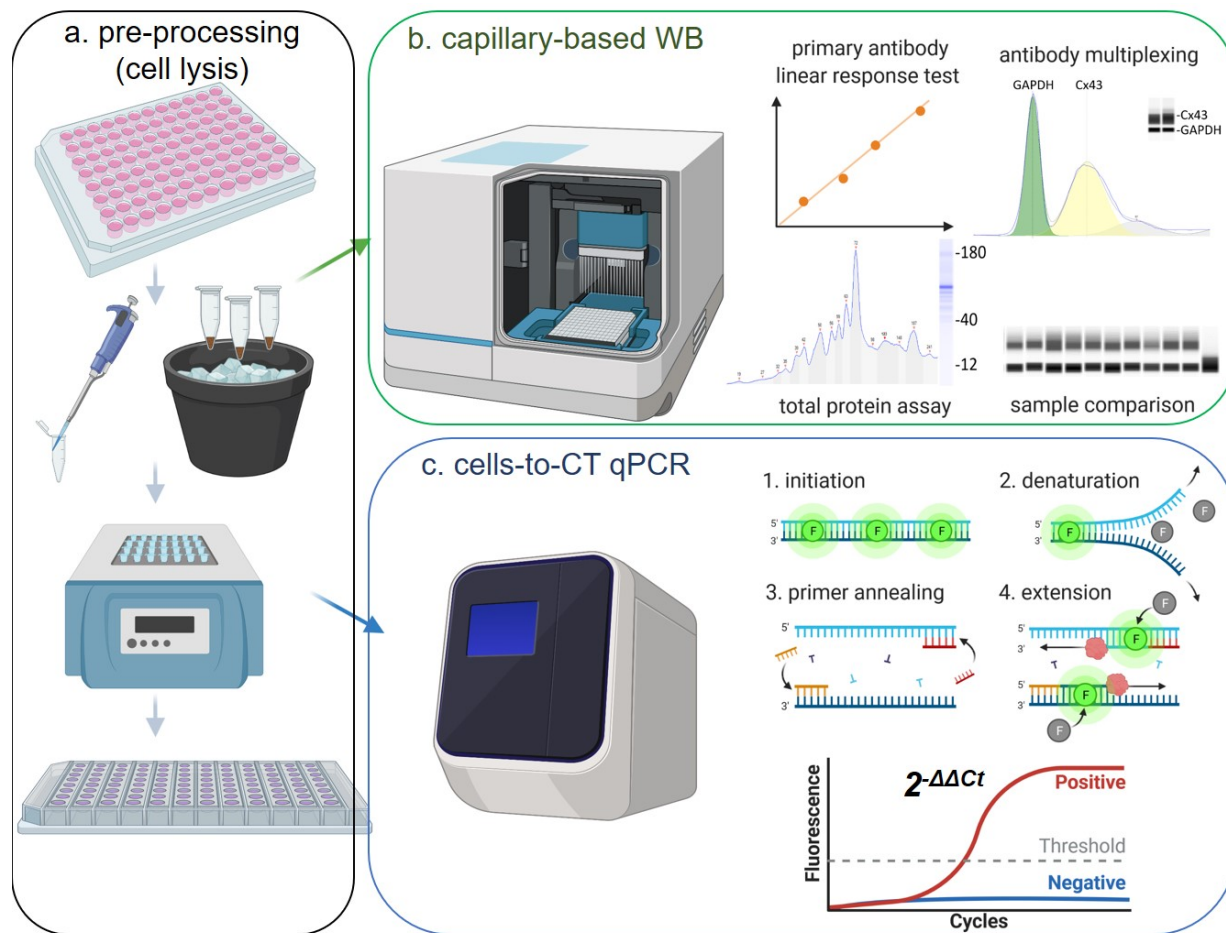 a. pre-processing
(cell lysis)
b. capillary-based WB
primary antibody
linear response test
antibody multiplexing
GAPDH
Cx43
-Cx43
-GAPDH
-180
-40
-12
total protein assay
sample comparison
c. cells-to-CT qPCR
1. initiation
5'
3'
F
F
F
2. denaturation
5'
3'
F
F
F
F
3. primer annealing
5'
3'
4. extension
F
5'
3'
F
5'
3'
F
F
2-ΔΔCt
Positive
Threshold
Negative
Fluorescence
Cycles